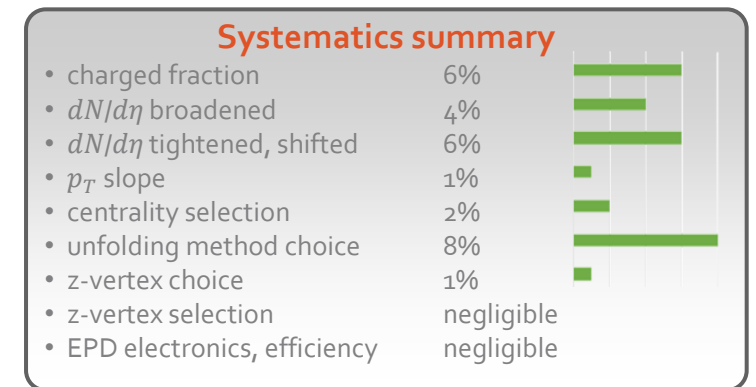 Systematics summary
• charged fraction 6%
• dN/dη broadened 4%
• dN/dη tightened, shifted 6%
• p_T slope 1%
• centrality selection 2%
• unfolding method choice 8%
• z-vertex choice 1%
• z-vertex selection negligible
• EPD electronics, efficiency negligible